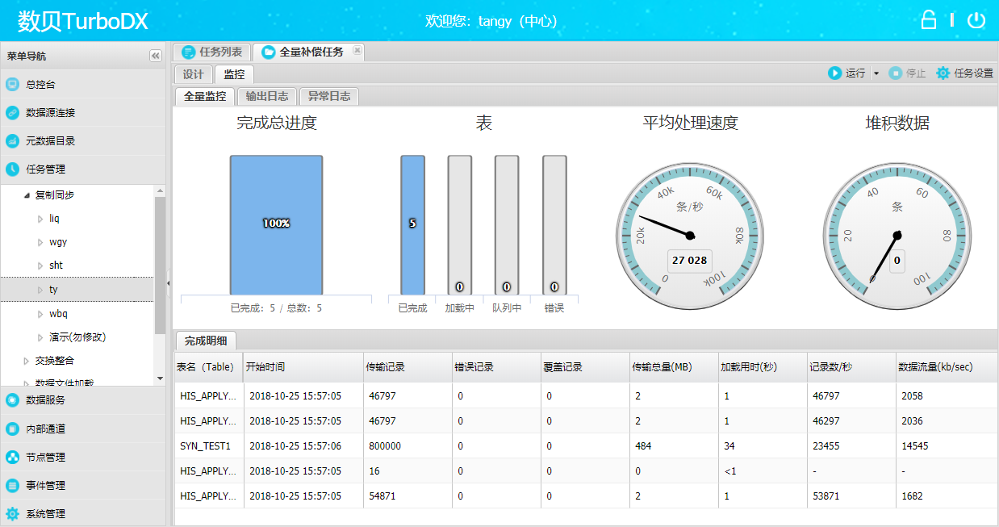 数贝TurboDX
欢迎您: tangy (中心)
菜单导航
总控台
数据源连接
元数据目录
任务管理
复制同步
liq
wgy
sht
ty
wbq
演示(勿修改)
交换整合
数据文件加载
数据服务
内部通道
节点管理
事件管理
系统管理
任务列表 全量补偿任务
设计 监控
运行 停止 任务设置
全量监控 输出日志 异常日志
完成总进度
100%
已完成: 5 / 总数: 5
表
5 0 0 0
已完成 加载中 队列中 错误
平均处理速度
0 20k 40k 60k 80k 100k
条/秒
27 028
堆积数据
0 20 40 60 80 100
条
0
完成明细
表名 (Table) 开始时间 传输记录 错误记录 覆盖记录 传输总量(MB) 加载用时(秒) 记录数/秒 数据流量(kb/sec)
HIS_APPLY... 2018-10-25 15:57:05 46797 0 0 2 1 46797 2058
HIS_APPLY... 2018-10-25 15:57:05 46797 0 0 2 1 46297 2036
SYN_TEST1 2018-10-25 15:57:06 800000 0 0 484 34 23455 14545
HIS_APPLY... 2018-10-25 15:57:05 16 0 0 0 <1 - -
HIS_APPLY... 2018-10-25 15:57:05 54871 0 0 2 1 53871 1682